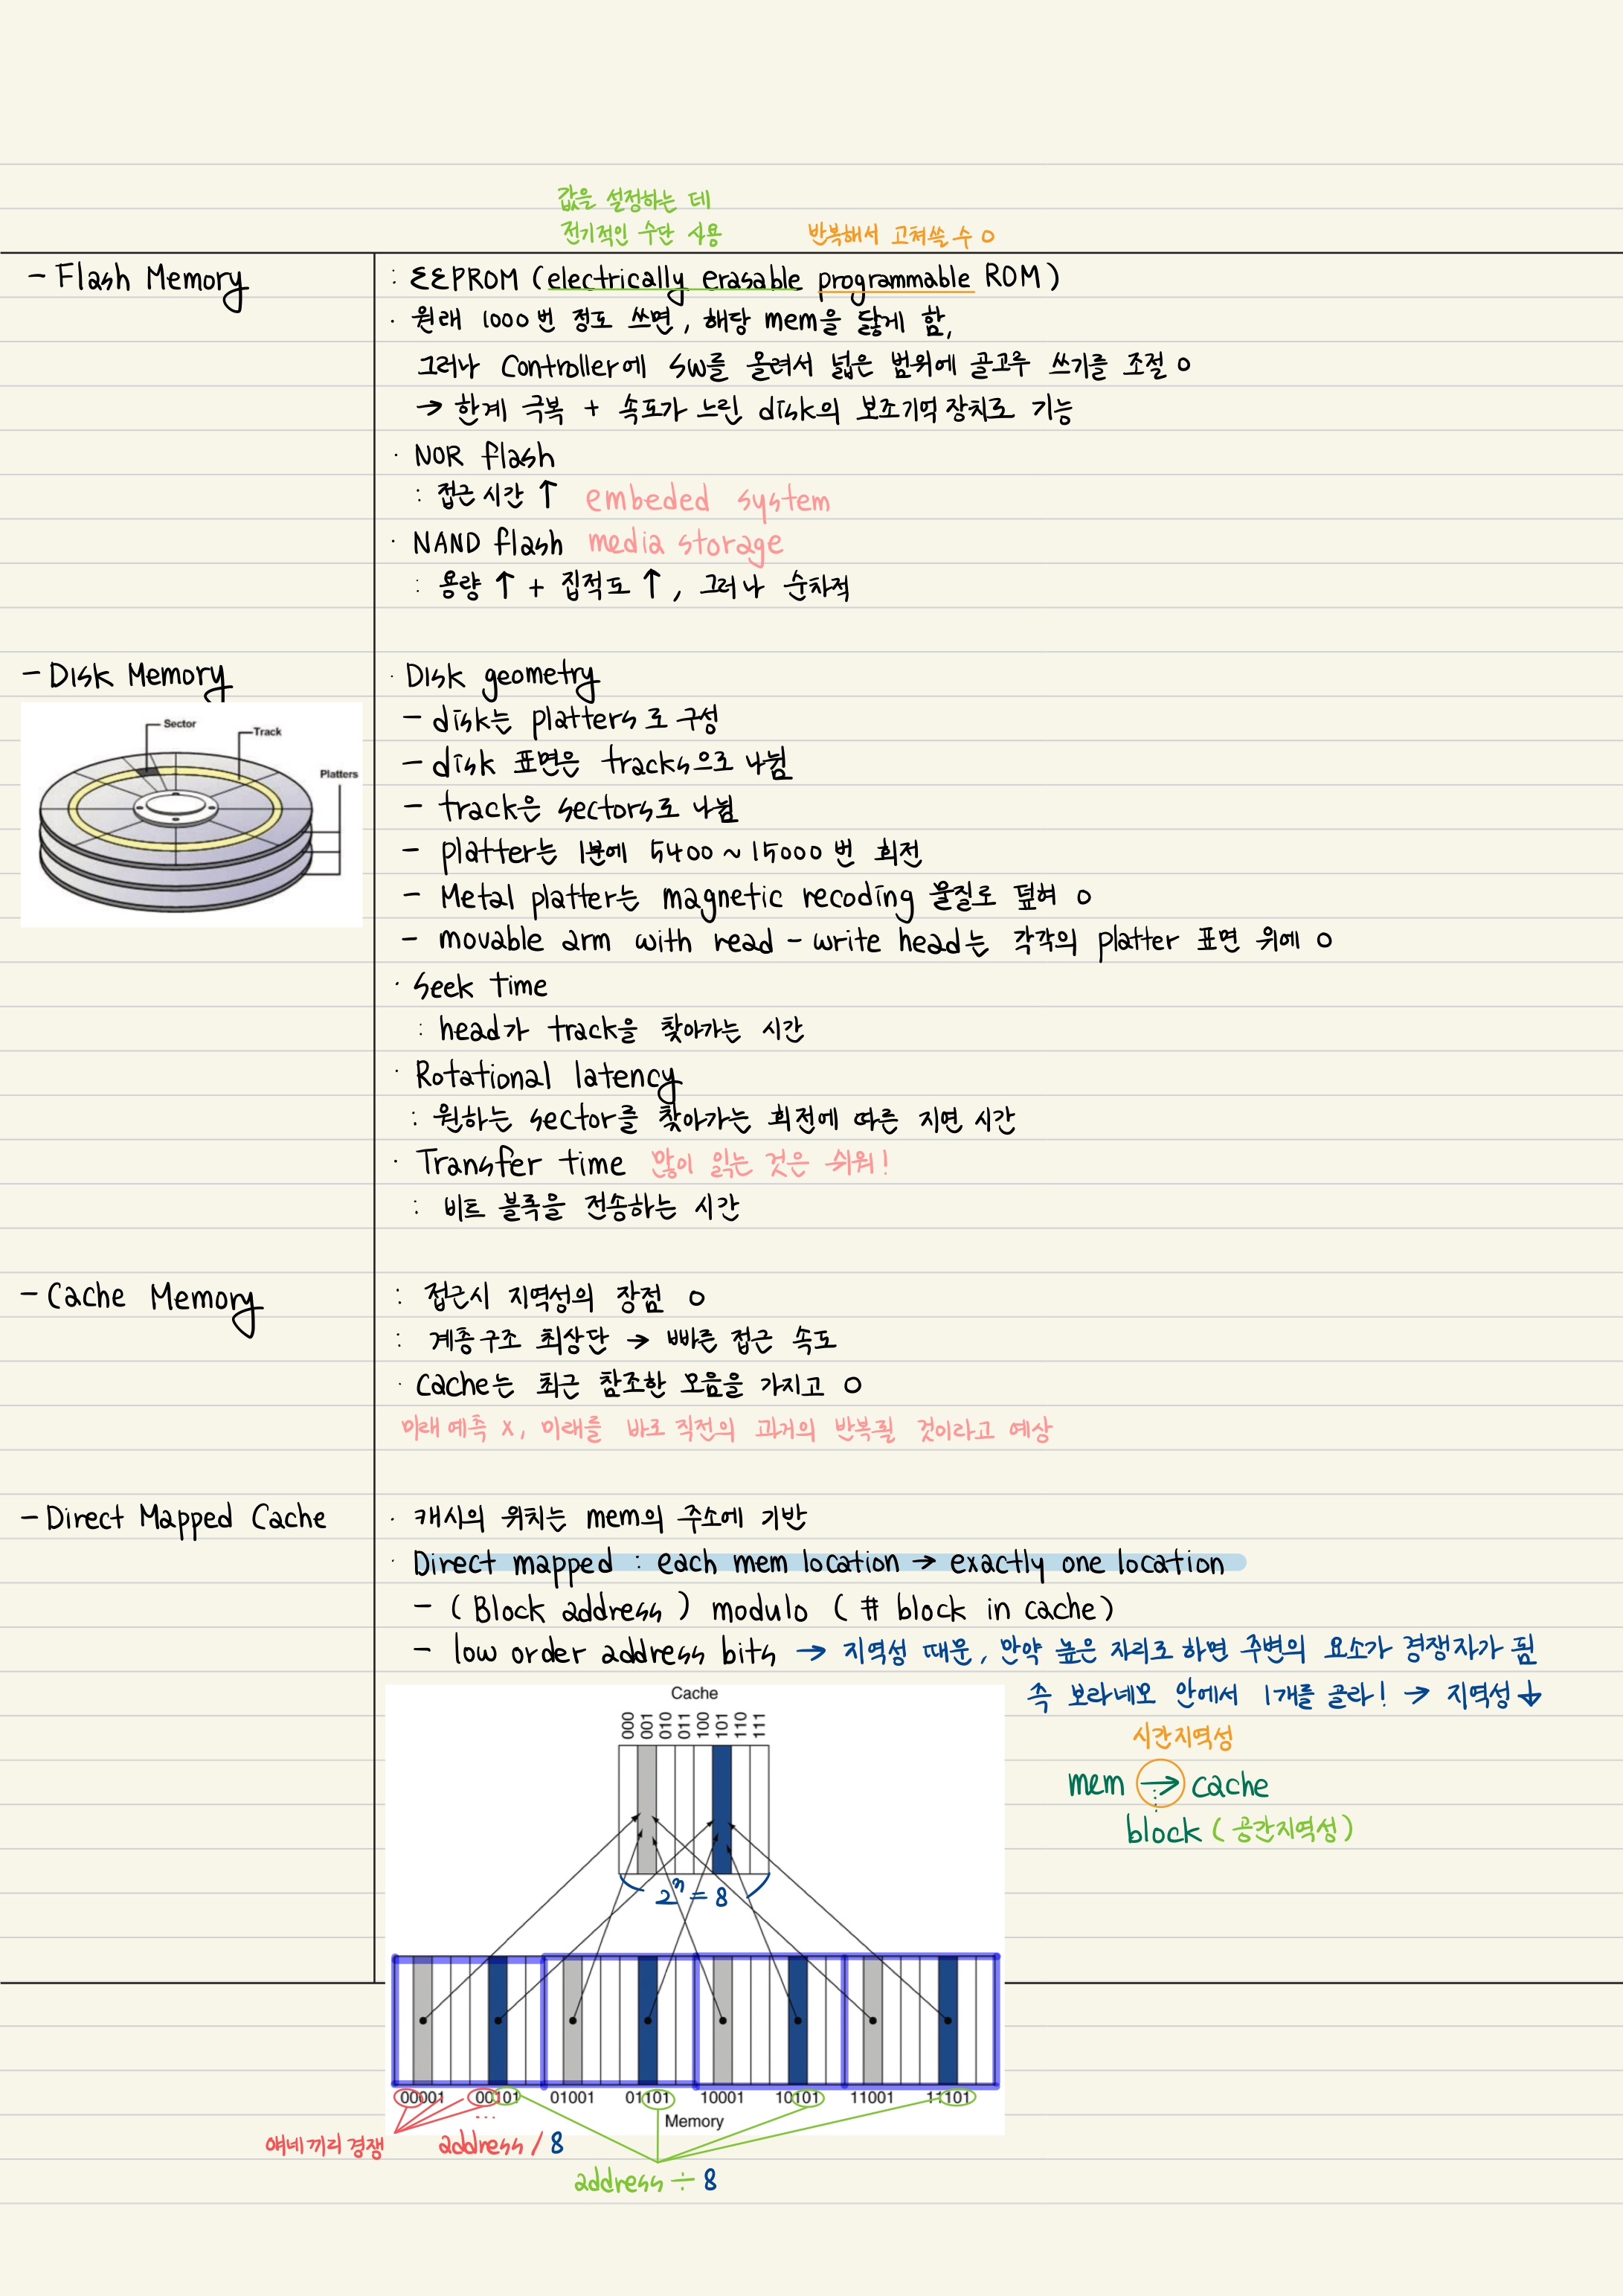 값을 설정하는 데
전기적인 수단 사용 반복해서 고쳐쓸 수 O
- Flash Memory
: EEPROM (electrically erasable programmable ROM)
· 원래 1000번 정도 쓰면, 해당 mem을 닳게 함,
그러나 Controller에 SW를 올려서 넓은 범위에 골고루 쓰기를 조절 O
→ 한계 극복 + 속도가 느린 disk의 보조기억 장치로 기능
· NOR flash
: 접근 시간 ↑ embeded system
· NAND flash media storage
: 용량 ↑ + 집적도 ↑, 그러나 순차적
- Disk Memory
Sector
Track
Platters
· Disk geometry
- disk는 platters로 구성
- disk 표면은 tracks으로 나뉨
- track은 sectors로 나뉨
- platter는 1분에 5400 ~ 15000번 회전
- Metal platter는 magnetic recoding 물질로 덮혀 O
- movable arm with read - write head는 각각의 platter 표면 위에 O
· Seek time
: head가 track을 찾아가는 시간
· Rotational latency
: 원하는 sector를 찾아가는 회전에 따른 지연 시간
· Transfer time 많이 읽는 것은 쉬워!
: 비트 블록을 전송하는 시간
- Cache Memory
: 접근시 지역성의 장점 O
: 계층구조 최상단 → 빠른 접근 속도
· Cache는 최근 참조한 모음을 가지고 O
미래 예측 X, 미래를 바로 직전의 과거의 반복될 것이라고 예상
- Direct Mapped Cache
· 캐시의 위치는 mem의 주소에 기반
· Direct mapped : each mem location → exactly one location
- (Block address) modulo (# block in cache)
- low order address bits → 지역성 때문, 만약 높은 자리로 하면 주변의 요소가 경쟁자가 됨
즉 보라네모 안에서 1개를 골라! → 지역성↓
시간지역성
mem → cache
block (공간지역성)
Cache
000 001 010 011 100 101 110 111
2ⁿ = 8
00001 00101 01001 01101 10001 10101 11001 11101
Memory
얘네끼리 경쟁 address / 8
address ÷ 8